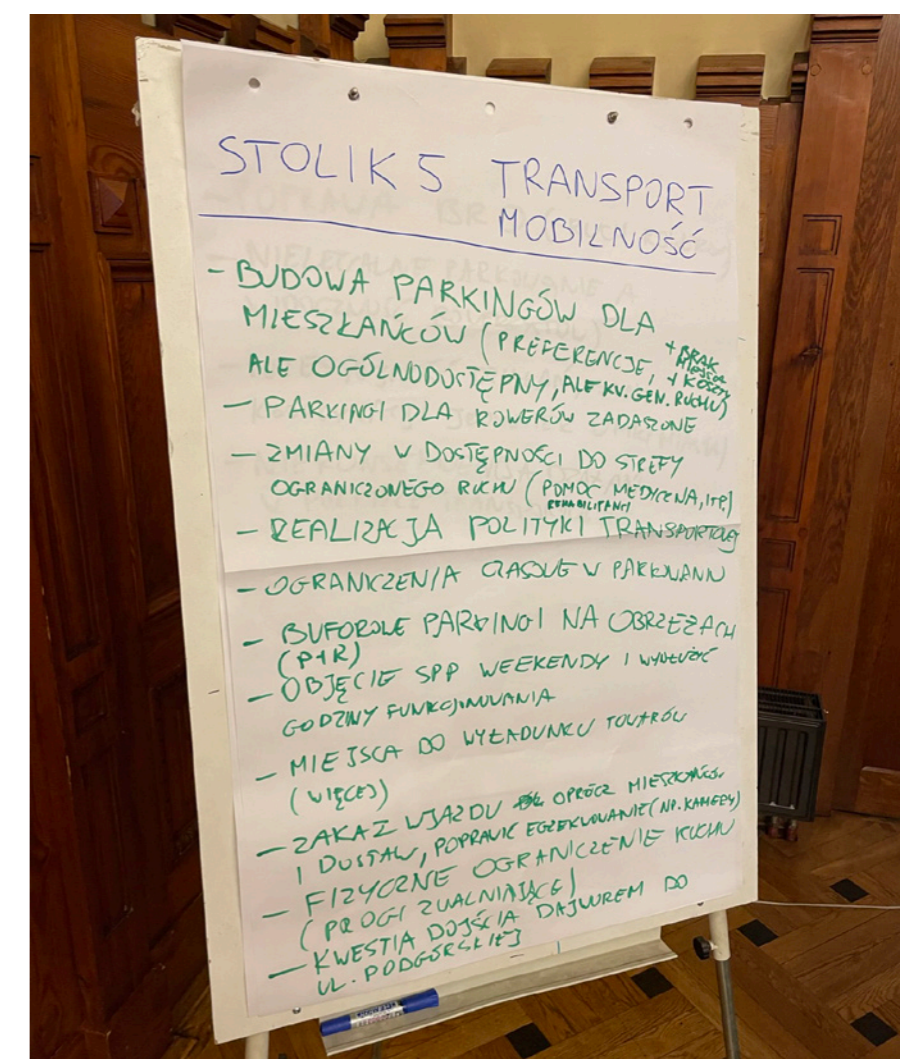 STOLIK 5 TRANSPORT
MOBILNOŚĆ
- BUDOWA PARKINGÓW DLA
MIESZKAŃCÓW (PREFERENCJE, + BRAK MIEJSCA + KOSZTY
ALE OGÓLNODOSTĘPNY, ALE KW. GEN. RUCHU)
- PARKINGI DLA ROWERÓW ZADASZONE
- ZMIANY W DOSTĘPNOŚCI DO STREFY
OGRANICZONEGO RUCHU (POMOC MEDYCZNA, ITP.)
REHABILITANCI
- REALIZACJA POLITYKI TRANSPORTOWEJ
- OGRANICZENIA CZASOWE W PARKOWANIU
- BUFOROWE PARKINGI NA OBRZEŻACH
(P+R)
- OBJĘCIE SPP WEEKENDY I WYDŁUŻYĆ
GODZINY FUNKCJONOWANIA
- MIEJSCA DO WYŁADUNKU TOWARÓW
(WIĘCEJ)
- ZAKAZ WJAZDU OPRÓCZ MIESZKAŃCÓW
I DOSTAW, POPRAWIĆ EGZEKWOWANIE (NP. KAMERY)
- FIZYCZNE OGRANICZENIE RUCHU
(PROGI ZWALNIAJĄCE)
- KWESTIA DOJŚCIA DAJWOREM DO
UL. PODGÓRSKIEJ